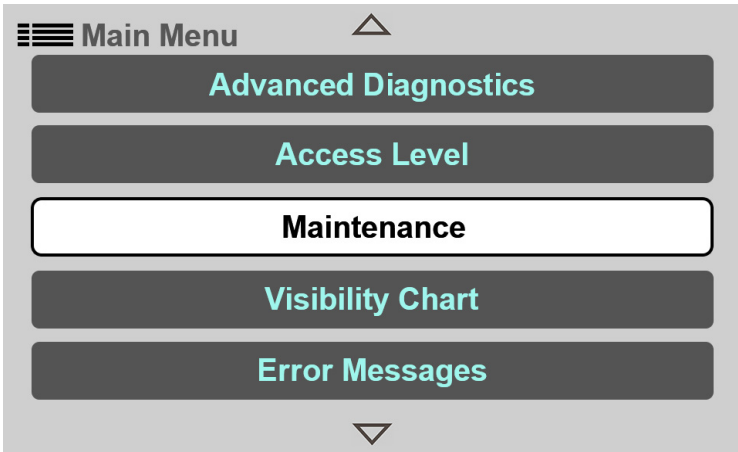 Main Menu
Advanced Diagnostics
Access Level
Maintenance
Visibility Chart
Error Messages